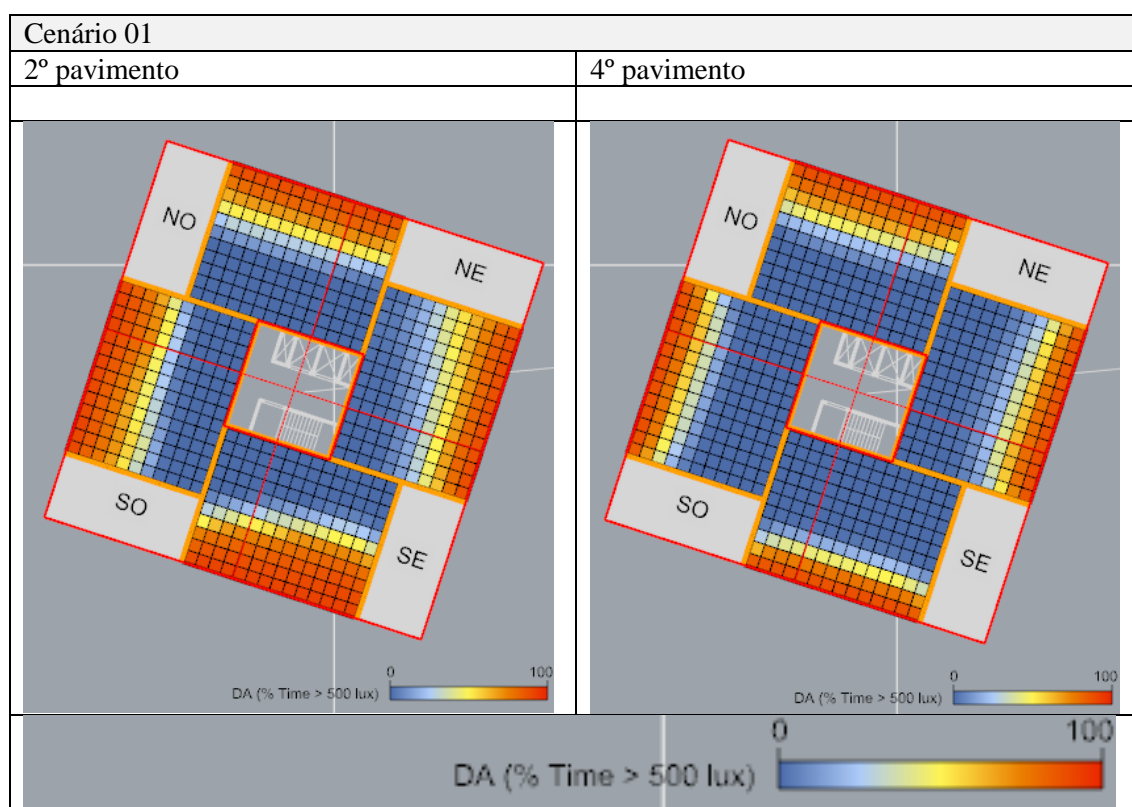 Cenário 01
2º pavimento
4º pavimento
NO
NE
SO
SE
0 100
DA (% Time > 500 lux)
NO
NE
SO
SE
0 100
DA (% Time > 500 lux)
0 100
DA (% Time > 500 lux)